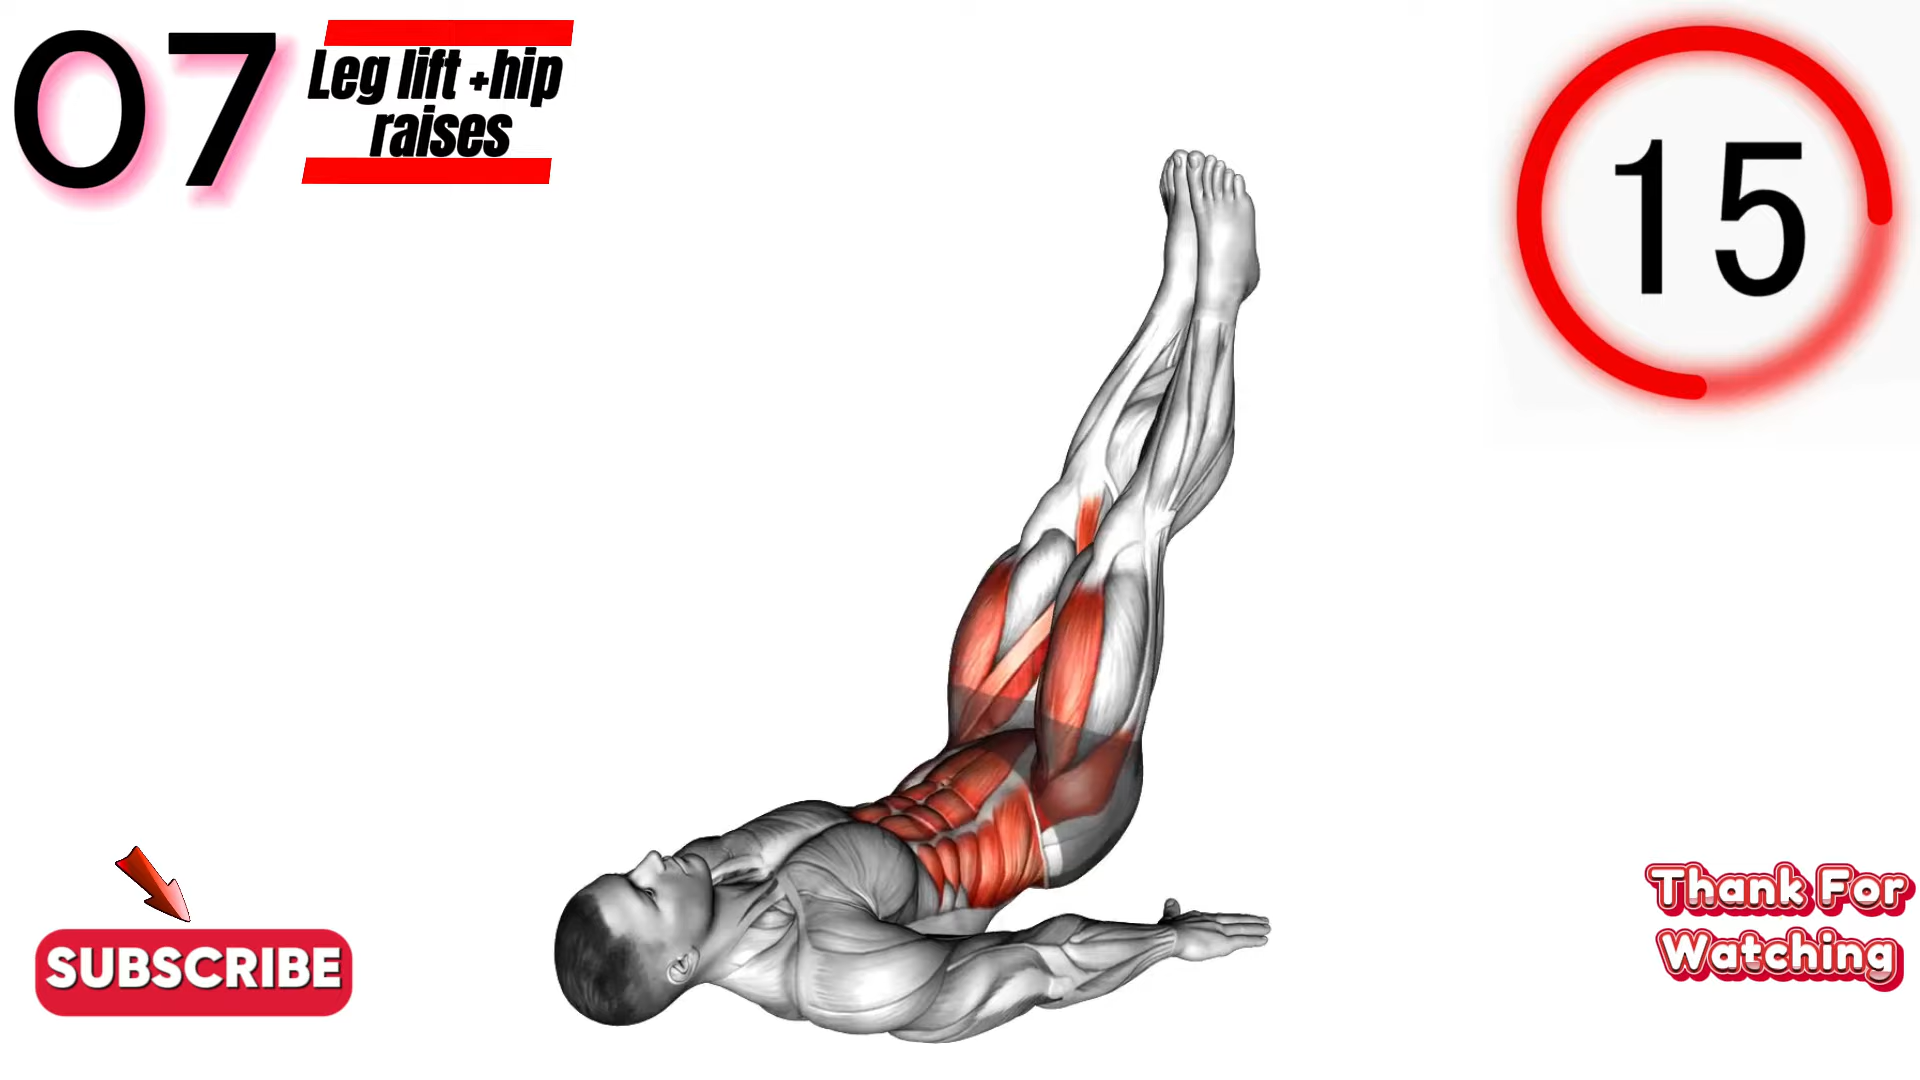 07
Leg lift +hip
raises
15
SUBSCRIBE
Thank For
Watching